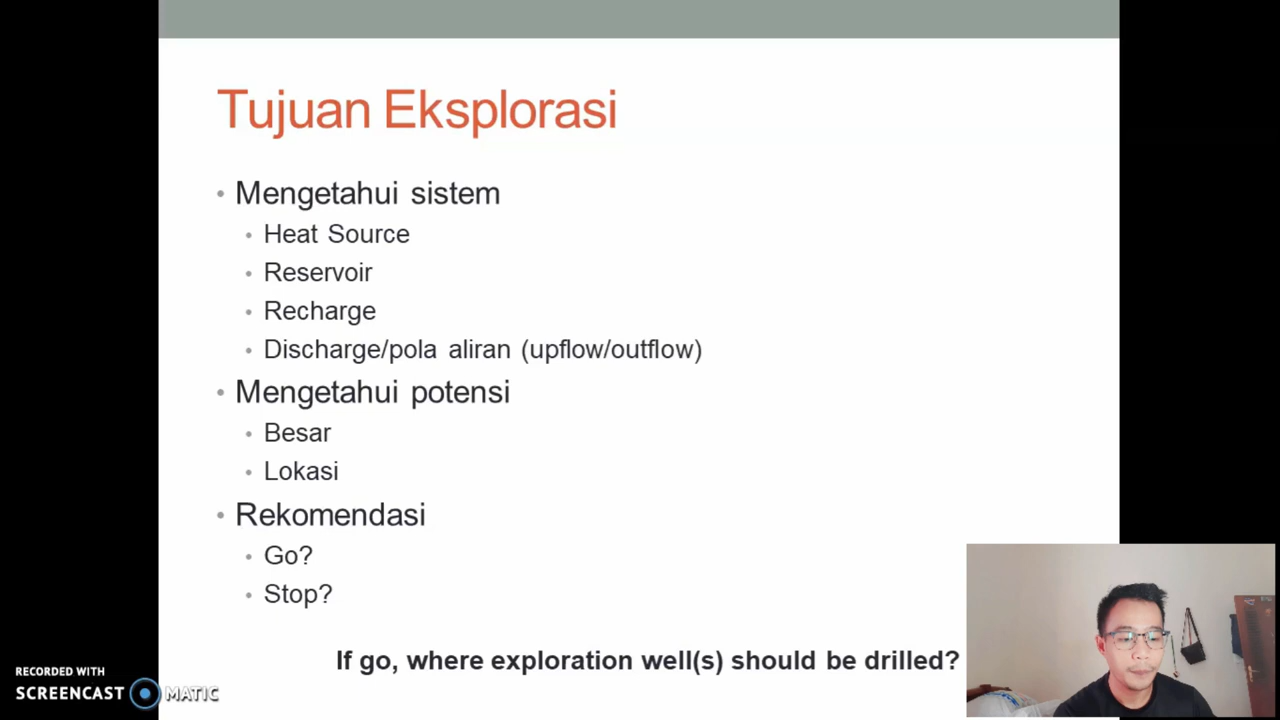 Tujuan Eksplorasi
• Mengetahui sistem
• Heat Source
• Reservoir
• Recharge
• Discharge/pola aliran (upflow/outflow)
• Mengetahui potensi
• Besar
• Lokasi
• Rekomendasi
• Go?
• Stop?
If go, where exploration well(s) should be drilled?
RECORDED WITH
SCREENCAST MATIC